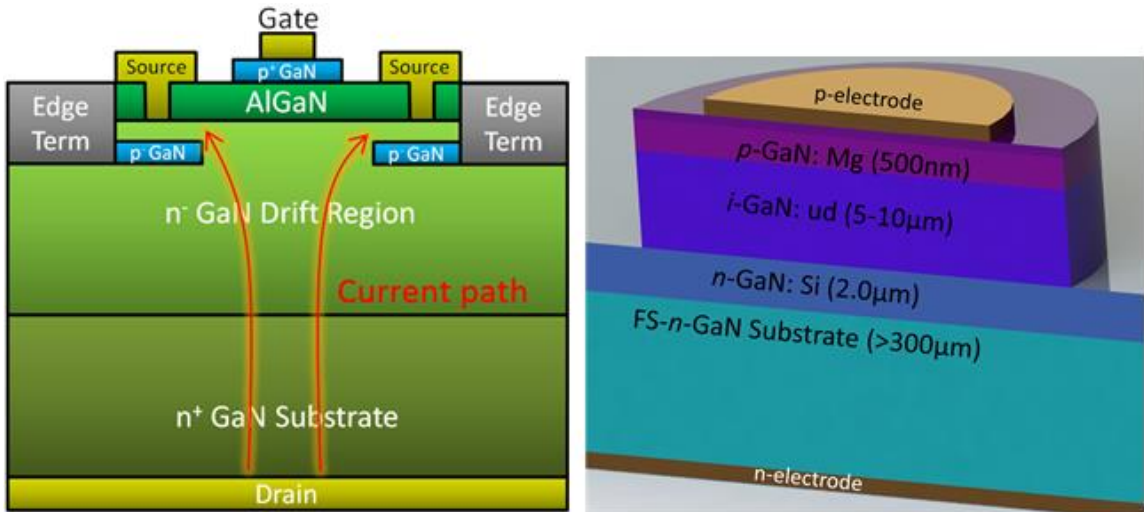 Gate
Source
p⁺ GaN
Source
Edge
Term
AlGaN
Edge
Term
p⁻ GaN
p⁻ GaN
n⁻ GaN Drift Region
Current path
n⁺ GaN Substrate
Drain
p-electrode
p-GaN: Mg (500nm)
i-GaN: ud (5-10µm)
n-GaN: Si (2.0µm)
FS-n-GaN Substrate (>300µm)
n-electrode